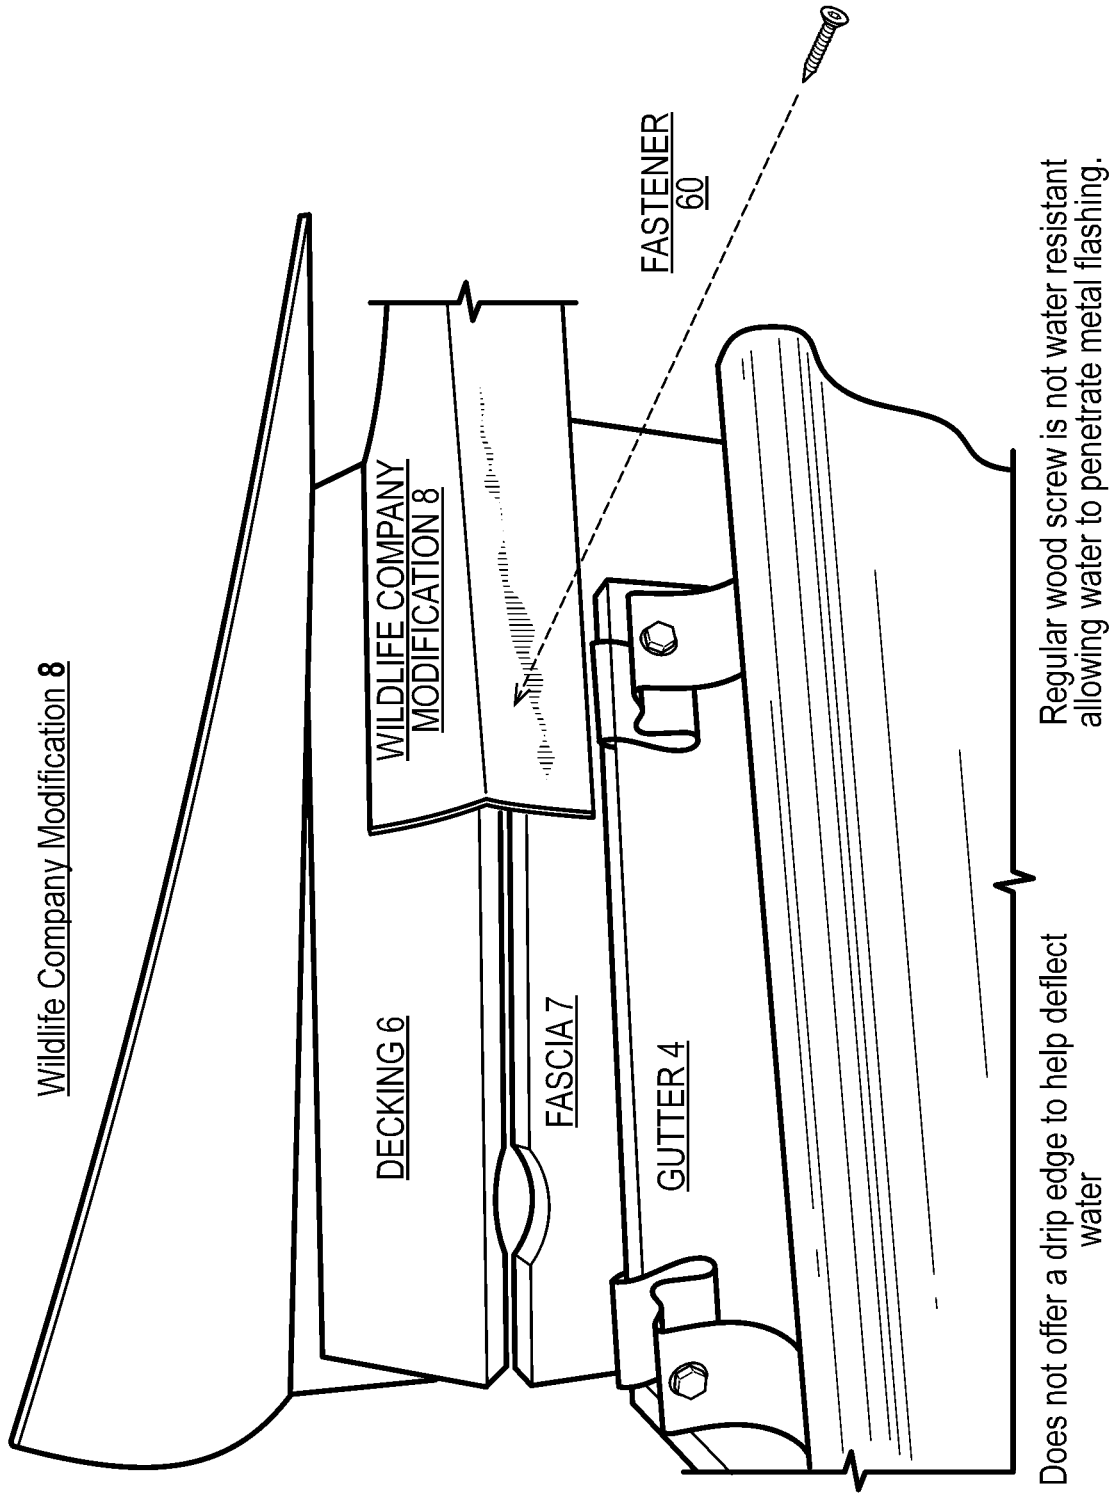 Wildlife Company Modification 8
DECKING 6
WILDLIFE COMPANY
MODIFICATION 8
FASCIA 7
GUTTER 4
FASTENER
60
Does not offer a drip edge to help deflect
water
Regular wood screw is not water resistant
allowing water to penetrate metal flashing.